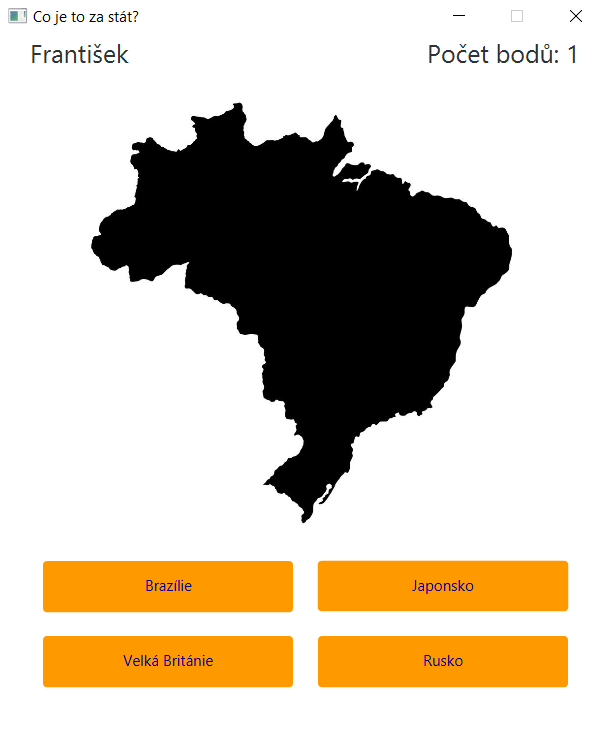 Co je to za stát?
František
Počet bodů: 1
Brazílie
Japonsko
Velká Británie
Rusko